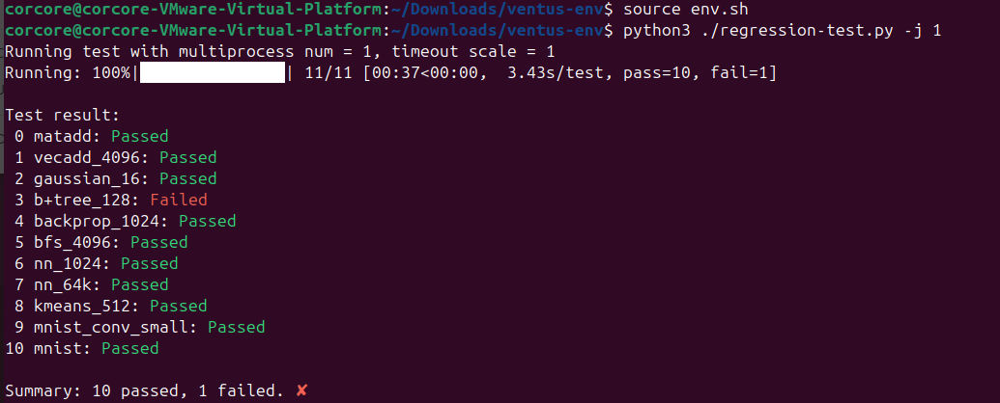 corcore@corcore-VMware-Virtual-Platform:~/Downloads/ventus-env$ source env.sh
corcore@corcore-VMware-Virtual-Platform:~/Downloads/ventus-env$ python3 ./regression-test.py -j 1
Running test with multiprocess num = 1, timeout scale = 1
Running: 100%|███████████████| 11/11 [00:37<00:00,  3.43s/test, pass=10, fail=1]

Test result:
 0 matadd: Passed
 1 vecadd_4096: Passed
 2 gaussian_16: Passed
 3 b+tree_128: Failed
 4 backprop_1024: Passed
 5 bfs_4096: Passed
 6 nn_1024: Passed
 7 nn_64k: Passed
 8 kmeans_512: Passed
 9 mnist_conv_small: Passed
10 mnist: Passed

Summary: 10 passed, 1 failed. ✘